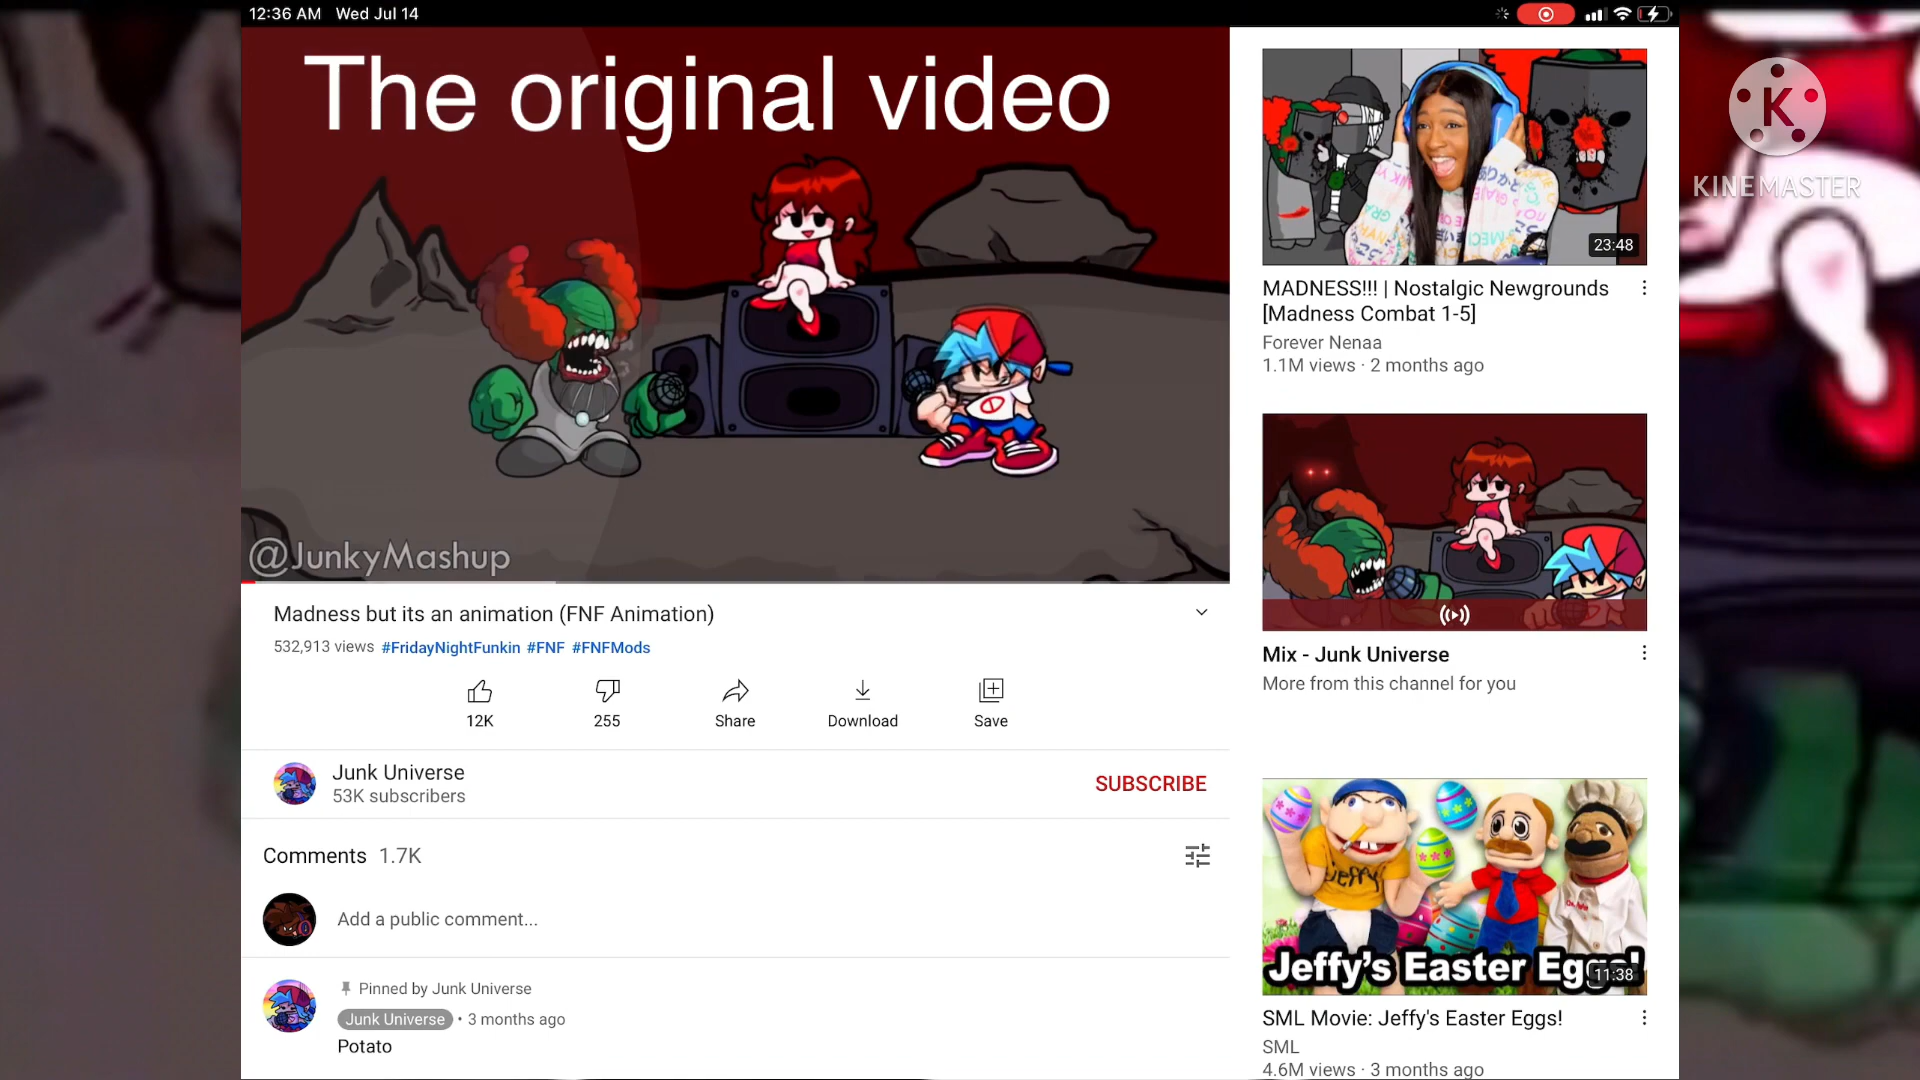 12:36 AM Wed Jul 14
The original video
@JunkyMashup
Madness but its an animation (FNF Animation)
532,913 views #FridayNightFunkin #FNF #FNFMods
12K 255 Share Download Save
Junk Universe
53K subscribers
SUBSCRIBE
Comments 1.7K
Add a public comment...
Pinned by Junk Universe
Junk Universe • 3 months ago
Potato
23:48
MADNESS!!! | Nostalgic Newgrounds
[Madness Combat 1-5]
Forever Nenaa
1.1M views · 2 months ago
Mix - Junk Universe
More from this channel for you
Jeffy
Jeffy's Easter Eggs!
11:38
SML Movie: Jeffy's Easter Eggs!
SML
4.6M views · 3 months ago
K
KINEMASTER